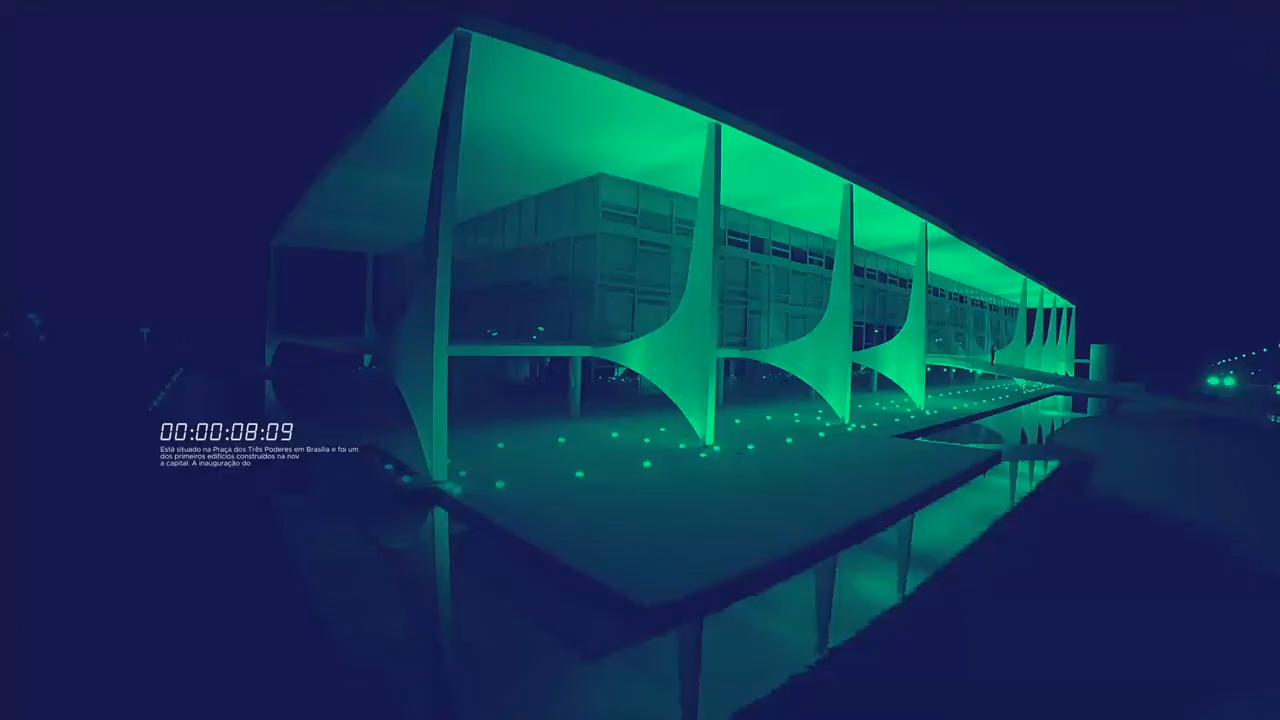 00:00:08:09
Está situado na Praça dos Três Poderes em Brasília e foi um
dos primeiros edifícios construídos na nov
a capital. A inauguração do